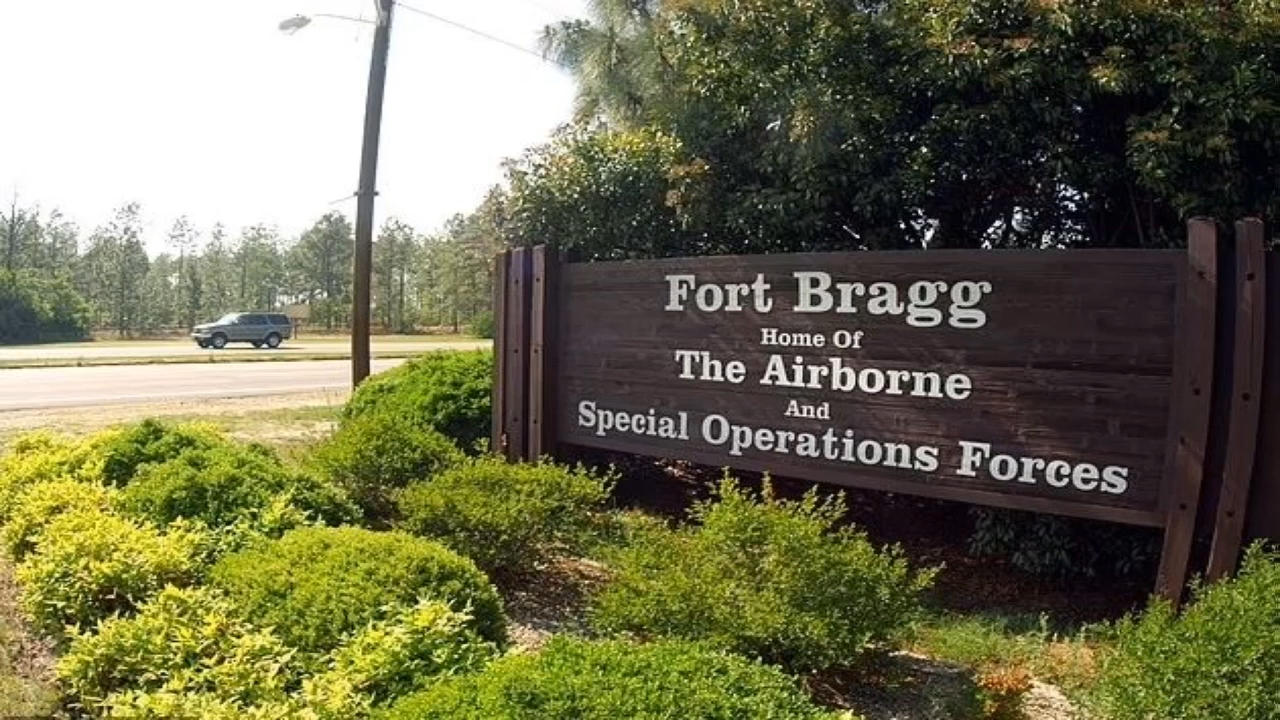 Fort Bragg
Home Of
The Airborne
And
Special Operations Forces